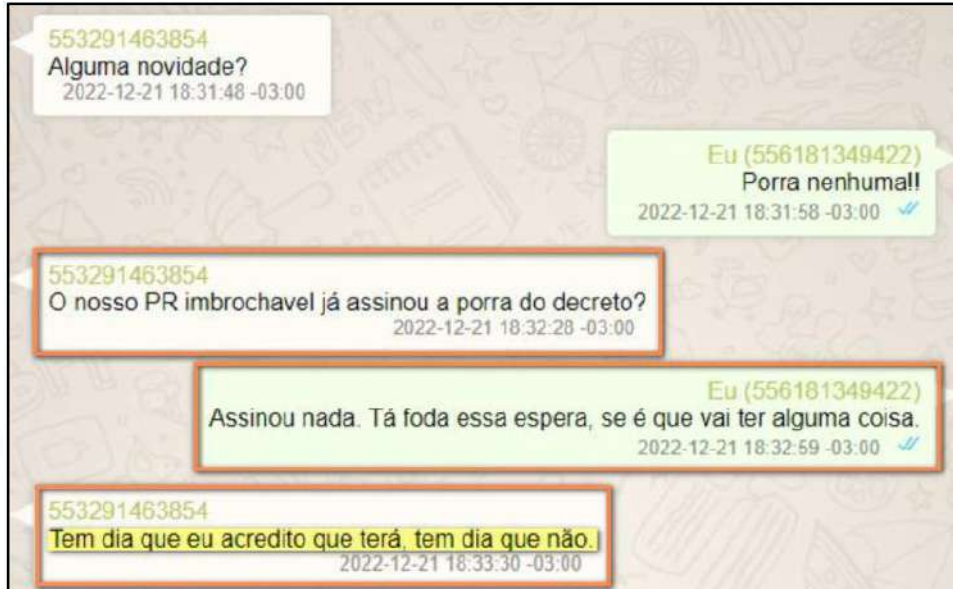 553291463854
Alguma novidade?
2022-12-21 18:31:48 -03:00
Eu (556181349422)
Porra nenhuma!!
2022-12-21 18:31:58 -03:00
553291463854
O nosso PR imbrochavel já assinou a porra do decreto?
2022-12-21 18:32:28 -03:00
Eu (556181349422)
Assinou nada. Tá foda essa espera, se é que vai ter alguma coisa.
2022-12-21 18:32:59 -03:00
553291463854
Tem dia que eu acredito que terá, tem dia que não.
2022-12-21 18:33:30 -03:00